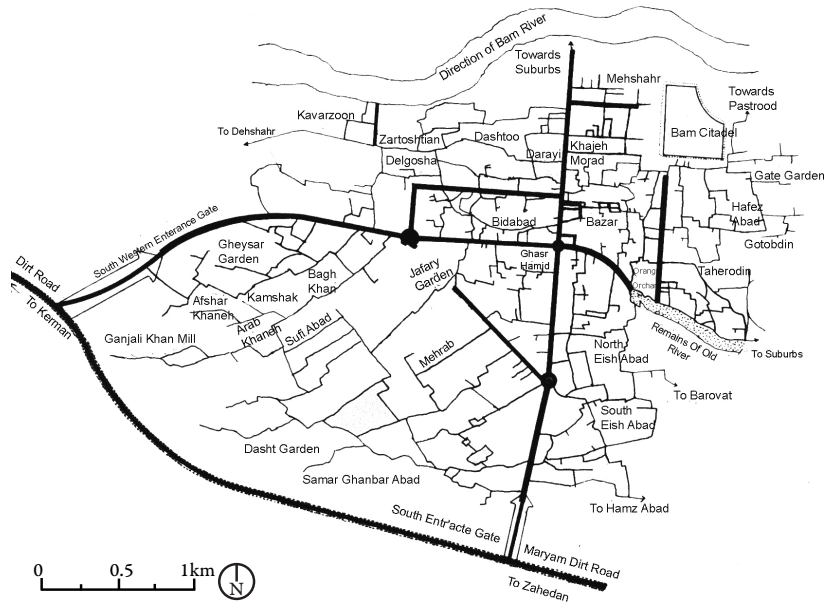 Direction of Bam River
Towards
Suburbs
Mehshahr
Towards
Pastrood
Kavarzoon
To Dehshahr
Zartoshtian
Dashtoo
Bam Citadel
Delgosha
Darayi
Khajeh
Morad
Gate Garden
Hafez
Abad
South Western Enterance Gate
Bidabad
Bazar
Gotobdin
Gheysar
Garden
Ghasr
Hamid
Dirt Road
Jafary
Garden
Bagh
Khan
Orang
Orchar
Taherodin
To Kerman
Afshar
Khaneh
Kamshak
Arab
Khaneh
Sufi Abad
Ganjali Khan Mill
Remains Of Old
River
North
Eish Abad
To Suburbs
Mehrab
To Barovat
South
Eish Abad
Dasht Garden
Samar Ghanbar Abad
To Hamz Abad
South Entr'acte Gate
Maryam Dirt Road
To Zahedan
0 0.5 1km
N